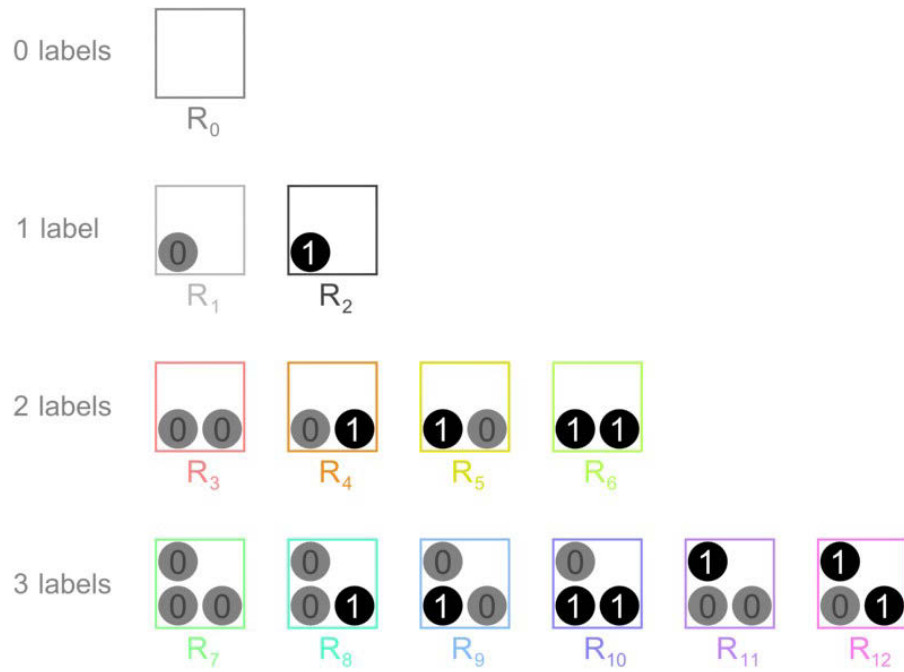 0 labels
R0
1 label
0 1
R1 R2
2 labels
0 0 0 1 1 0 1 1
R3 R4 R5 R6
3 labels
0 0 0 0 1 1
0 0 0 1 1 0 1 1 0 0 0 1
R7 R8 R9 R10 R11 R12